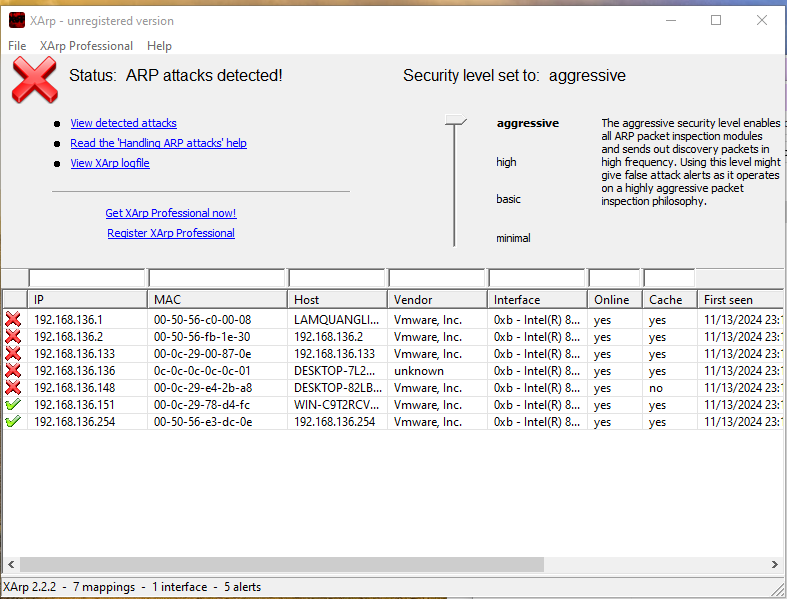 XArp - unregistered version
File XArp Professional Help
Status: ARP attacks detected!
Security level set to: aggressive
View detected attacks
Read the 'Handling ARP attacks' help
View XArp logfile
Get XArp Professional now!
Register XArp Professional
aggressive
high
basic
minimal
The aggressive security level enables
all ARP packet inspection modules
and sends out discovery packets in
high frequency. Using this level might
give false attack alerts as it operates
on a highly aggressive packet
inspection philosophy.
IP MAC Host Vendor Interface Online Cache First seen
192.168.136.1 00-50-56-c0-00-08 LAMQUANGLI... Vmware, Inc. 0xb - Intel(R) 8... yes yes 11/13/2024 23:1
192.168.136.2 00-50-56-fb-1e-30 192.168.136.2 Vmware, Inc. 0xb - Intel(R) 8... yes yes 11/13/2024 23:1
192.168.136.133 00-0c-29-00-87-0e 192.168.136.133 Vmware, Inc. 0xb - Intel(R) 8... yes yes 11/13/2024 23:1
192.168.136.136 0c-0c-0c-0c-0c-01 DESKTOP-7L2... unknown 0xb - Intel(R) 8... yes yes 11/13/2024 23:1
192.168.136.148 00-0c-29-e4-2b-a8 DESKTOP-82LB... Vmware, Inc. 0xb - Intel(R) 8... yes no 11/13/2024 23:1
192.168.136.151 00-0c-29-78-d4-fc WIN-C9T2RCV... Vmware, Inc. 0xb - Intel(R) 8... yes yes 11/13/2024 23:1
192.168.136.254 00-50-56-e3-dc-0e 192.168.136.254 Vmware, Inc. 0xb - Intel(R) 8... yes yes 11/13/2024 23:1
XArp 2.2.2 - 7 mappings - 1 interface - 5 alerts